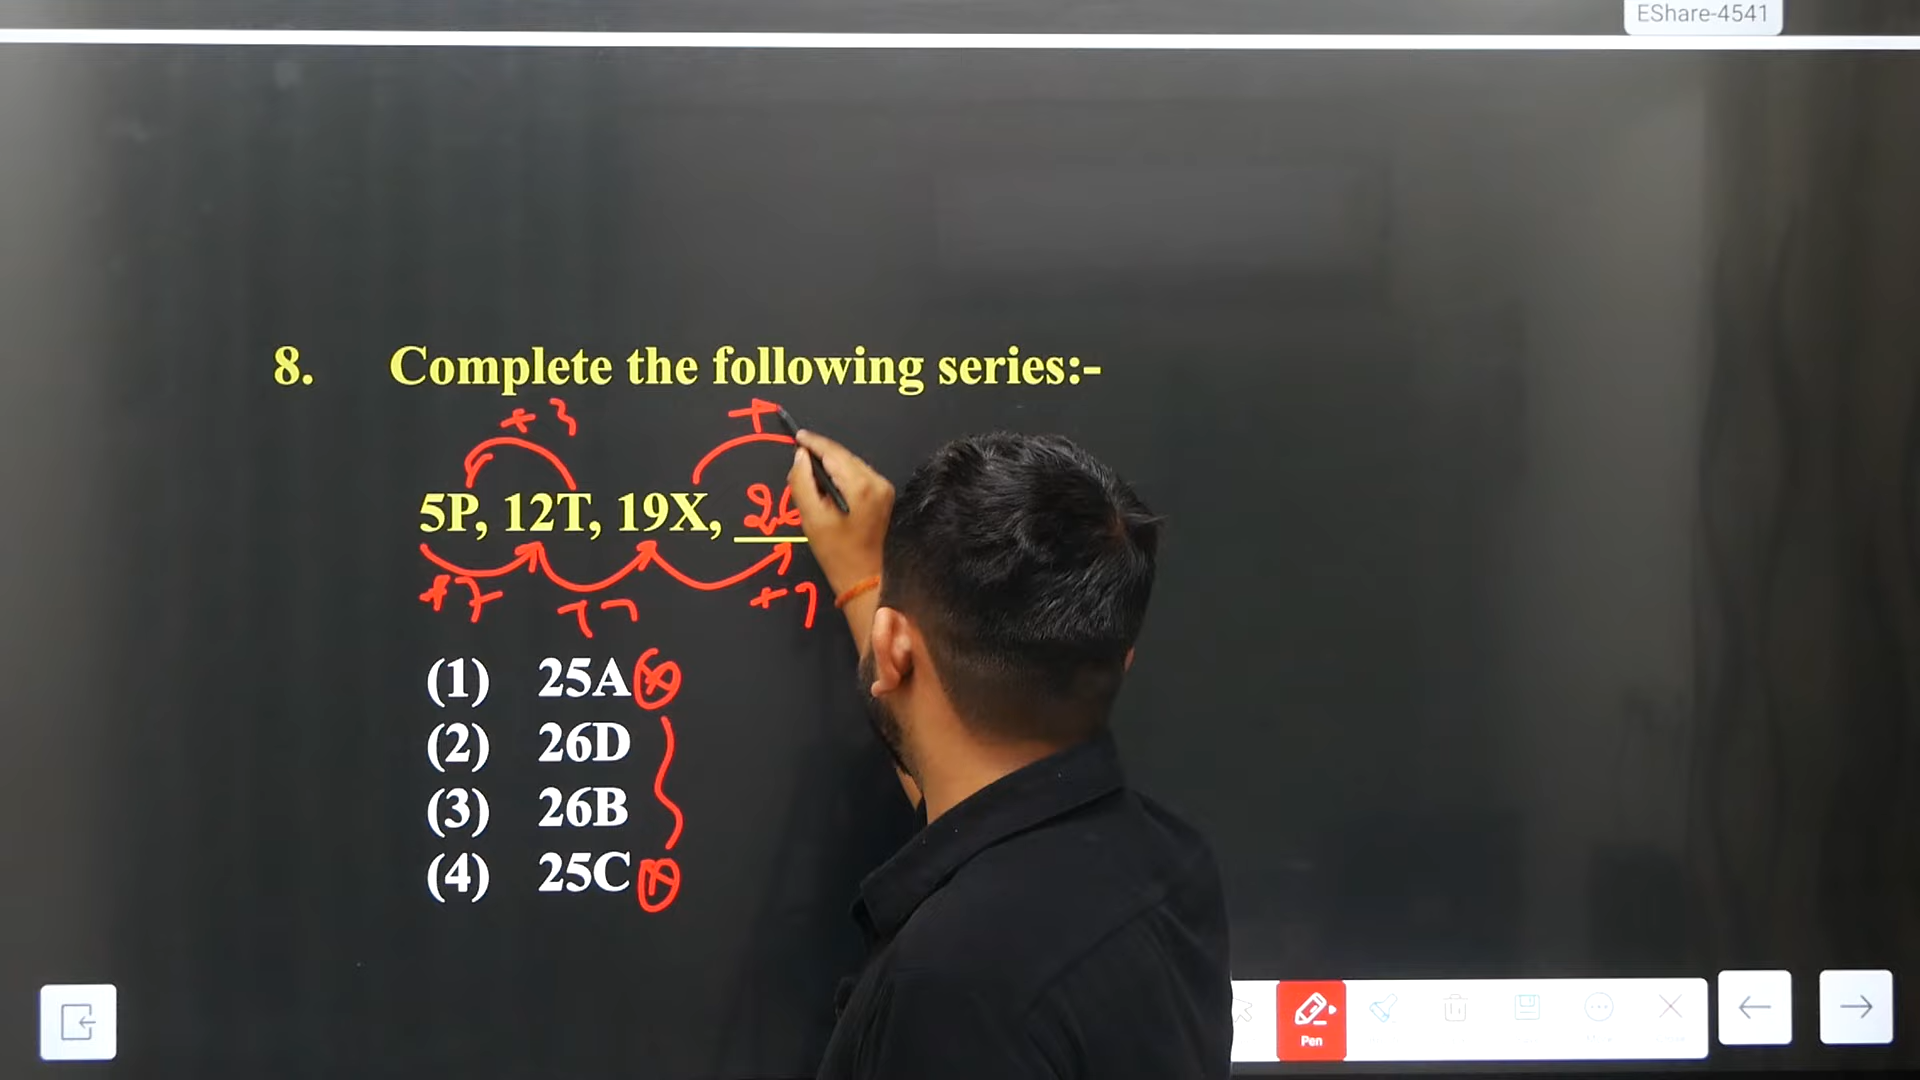 EShare-4541
8. Complete the following series:-
+3 +
5P, 12T, 19X, 26
+7 +7 +7
(1) 25A
(2) 26D
(3) 26B
(4) 25C
Pen